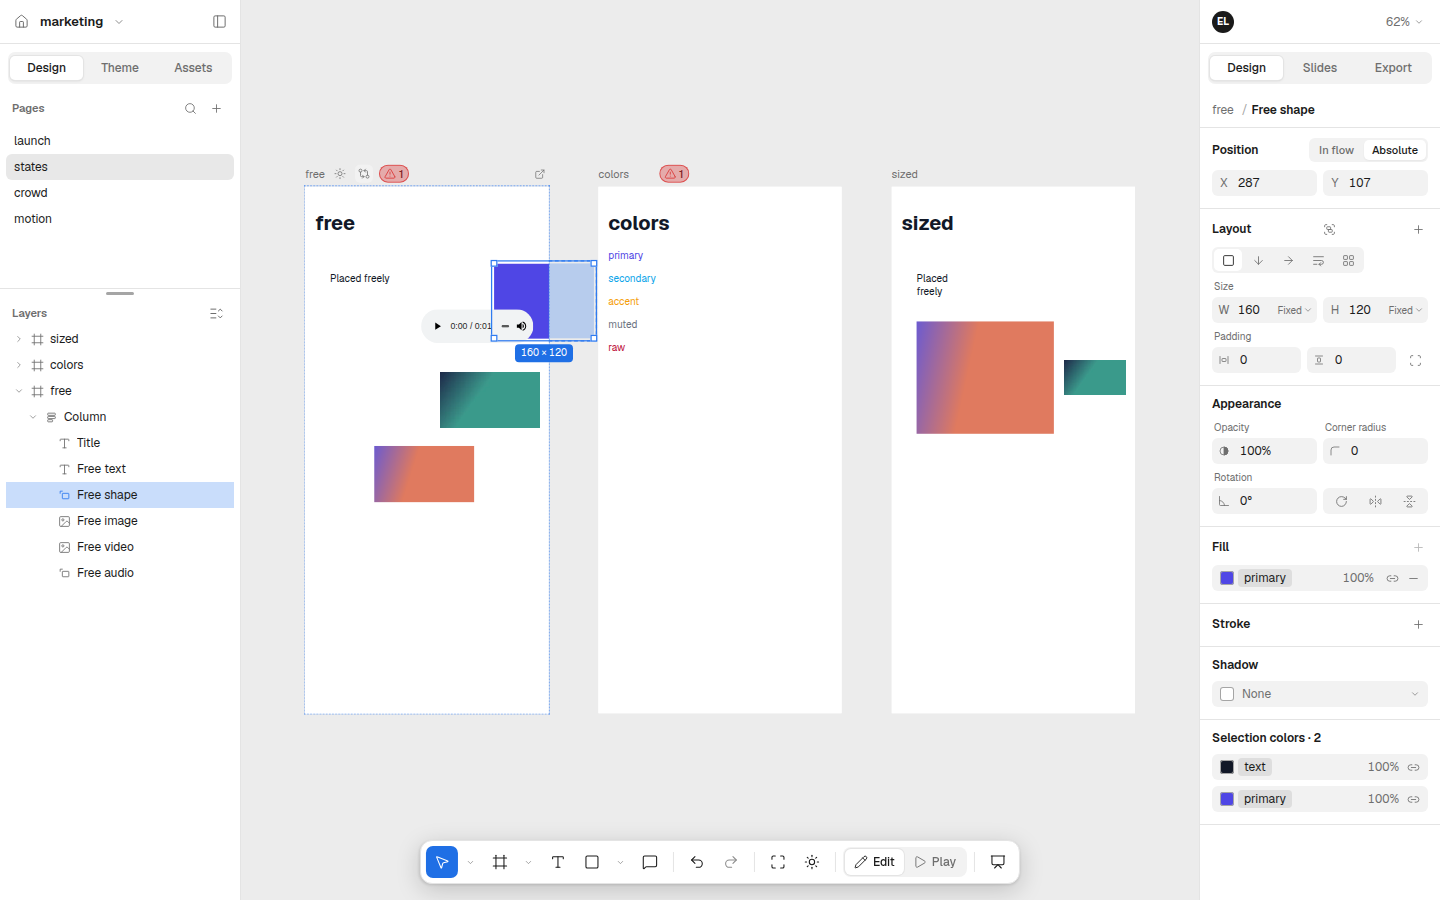 marketing
Design
Theme
Assets
Pages
launch
states
crowd
motion
Layers
sized
colors
free
Column
Title
Free text
Free shape
Free image
Free video
Free audio
free
1
free
Placed freely
0:00 / 0:01
160 × 120
colors
1
colors
primary
secondary
accent
muted
raw
sized
sized
Placed
freely
Edit
Play
EL
62%
Design
Slides
Export
free / Free shape
Position
In flow
Absolute
X 287
Y 107
Layout
Size
W 160 Fixed
H 120 Fixed
Padding
0
0
Appearance
Opacity
Corner radius
100%
0
Rotation
0°
Fill
primary 100%
Stroke
Shadow
None
Selection colors · 2
text 100%
primary 100%